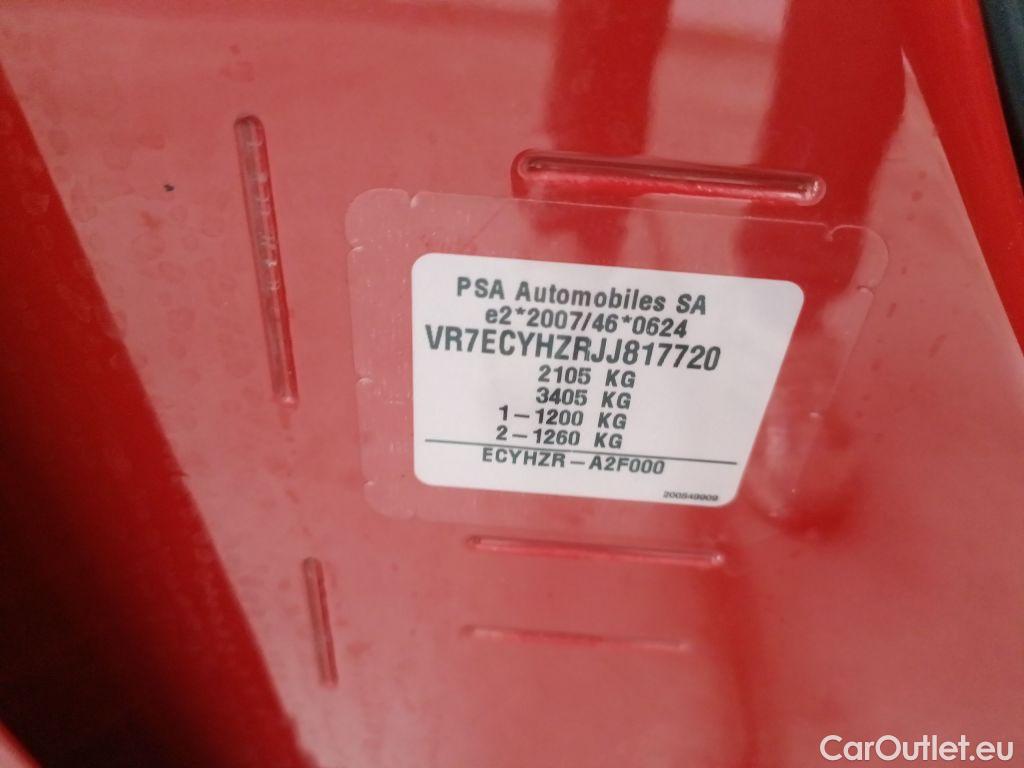 PSA Automobiles SA
e2*2007/46*0624
VR7ECYHZRJJ817720
2105 KG
3405 KG
1-1200 KG
2-1260 KG
ECYHZR-A2F000
200549909
CarOutlet.eu